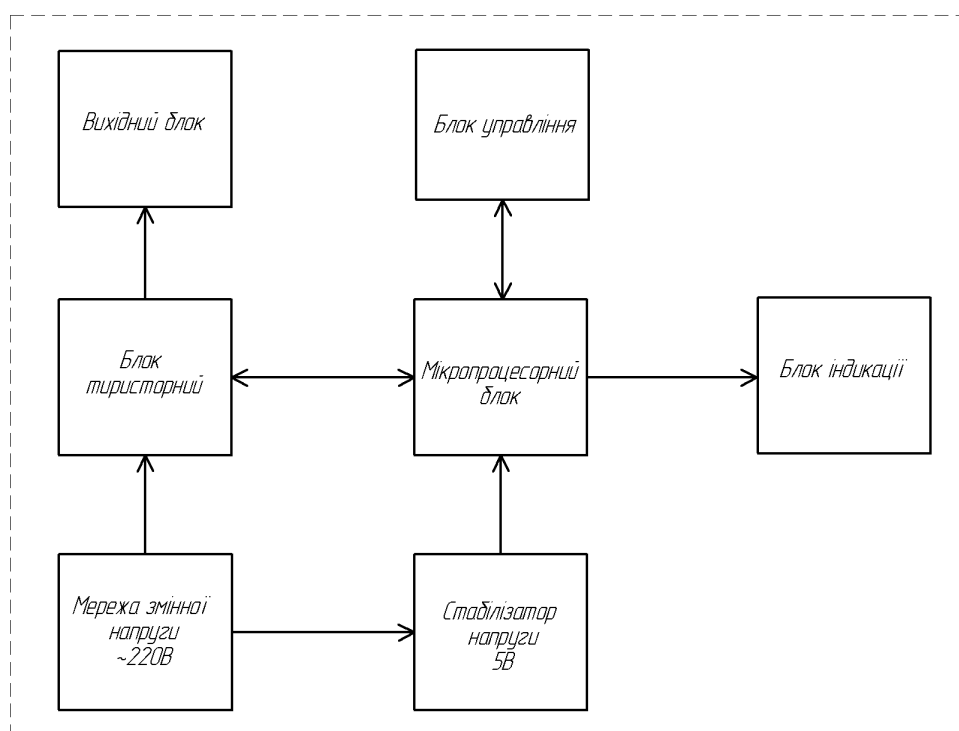 Вихідний блок
Блок управління
Блок
тиристорний
Мікропроцесорний
блок
Блок індикації
Мережа змінної
напруги
~220В
Стабілізатор
напруги
5В